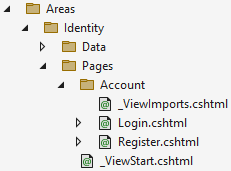 Areas
Identity
Data
Pages
Account
_ViewImports.cshtml
Login.cshtml
Register.cshtml
_ViewStart.cshtml